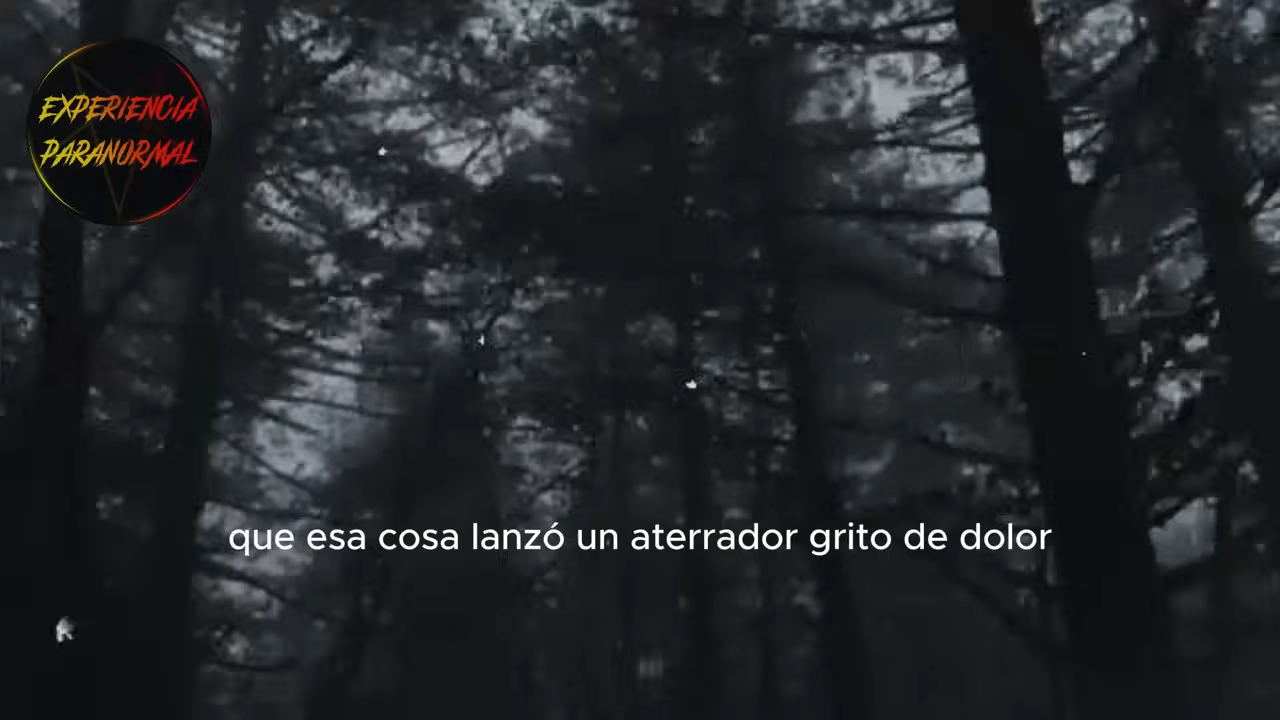 EXPERIENCIA
PARANORMAL
que esa cosa lanzó un aterrador grito de dolor